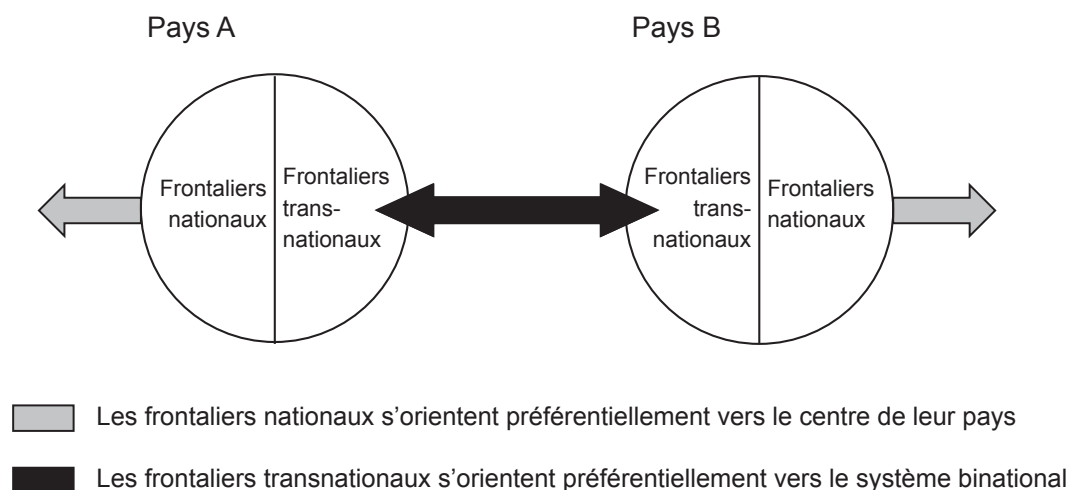 Pays A
Pays B
Frontaliers
nationaux
Frontaliers
trans-
nationaux
Frontaliers
trans-
nationaux
Frontaliers
nationaux
Les frontaliers nationaux s’orientent préférentiellement vers le centre de leur pays
Les frontaliers transnationaux s’orientent préférentiellement vers le système binational